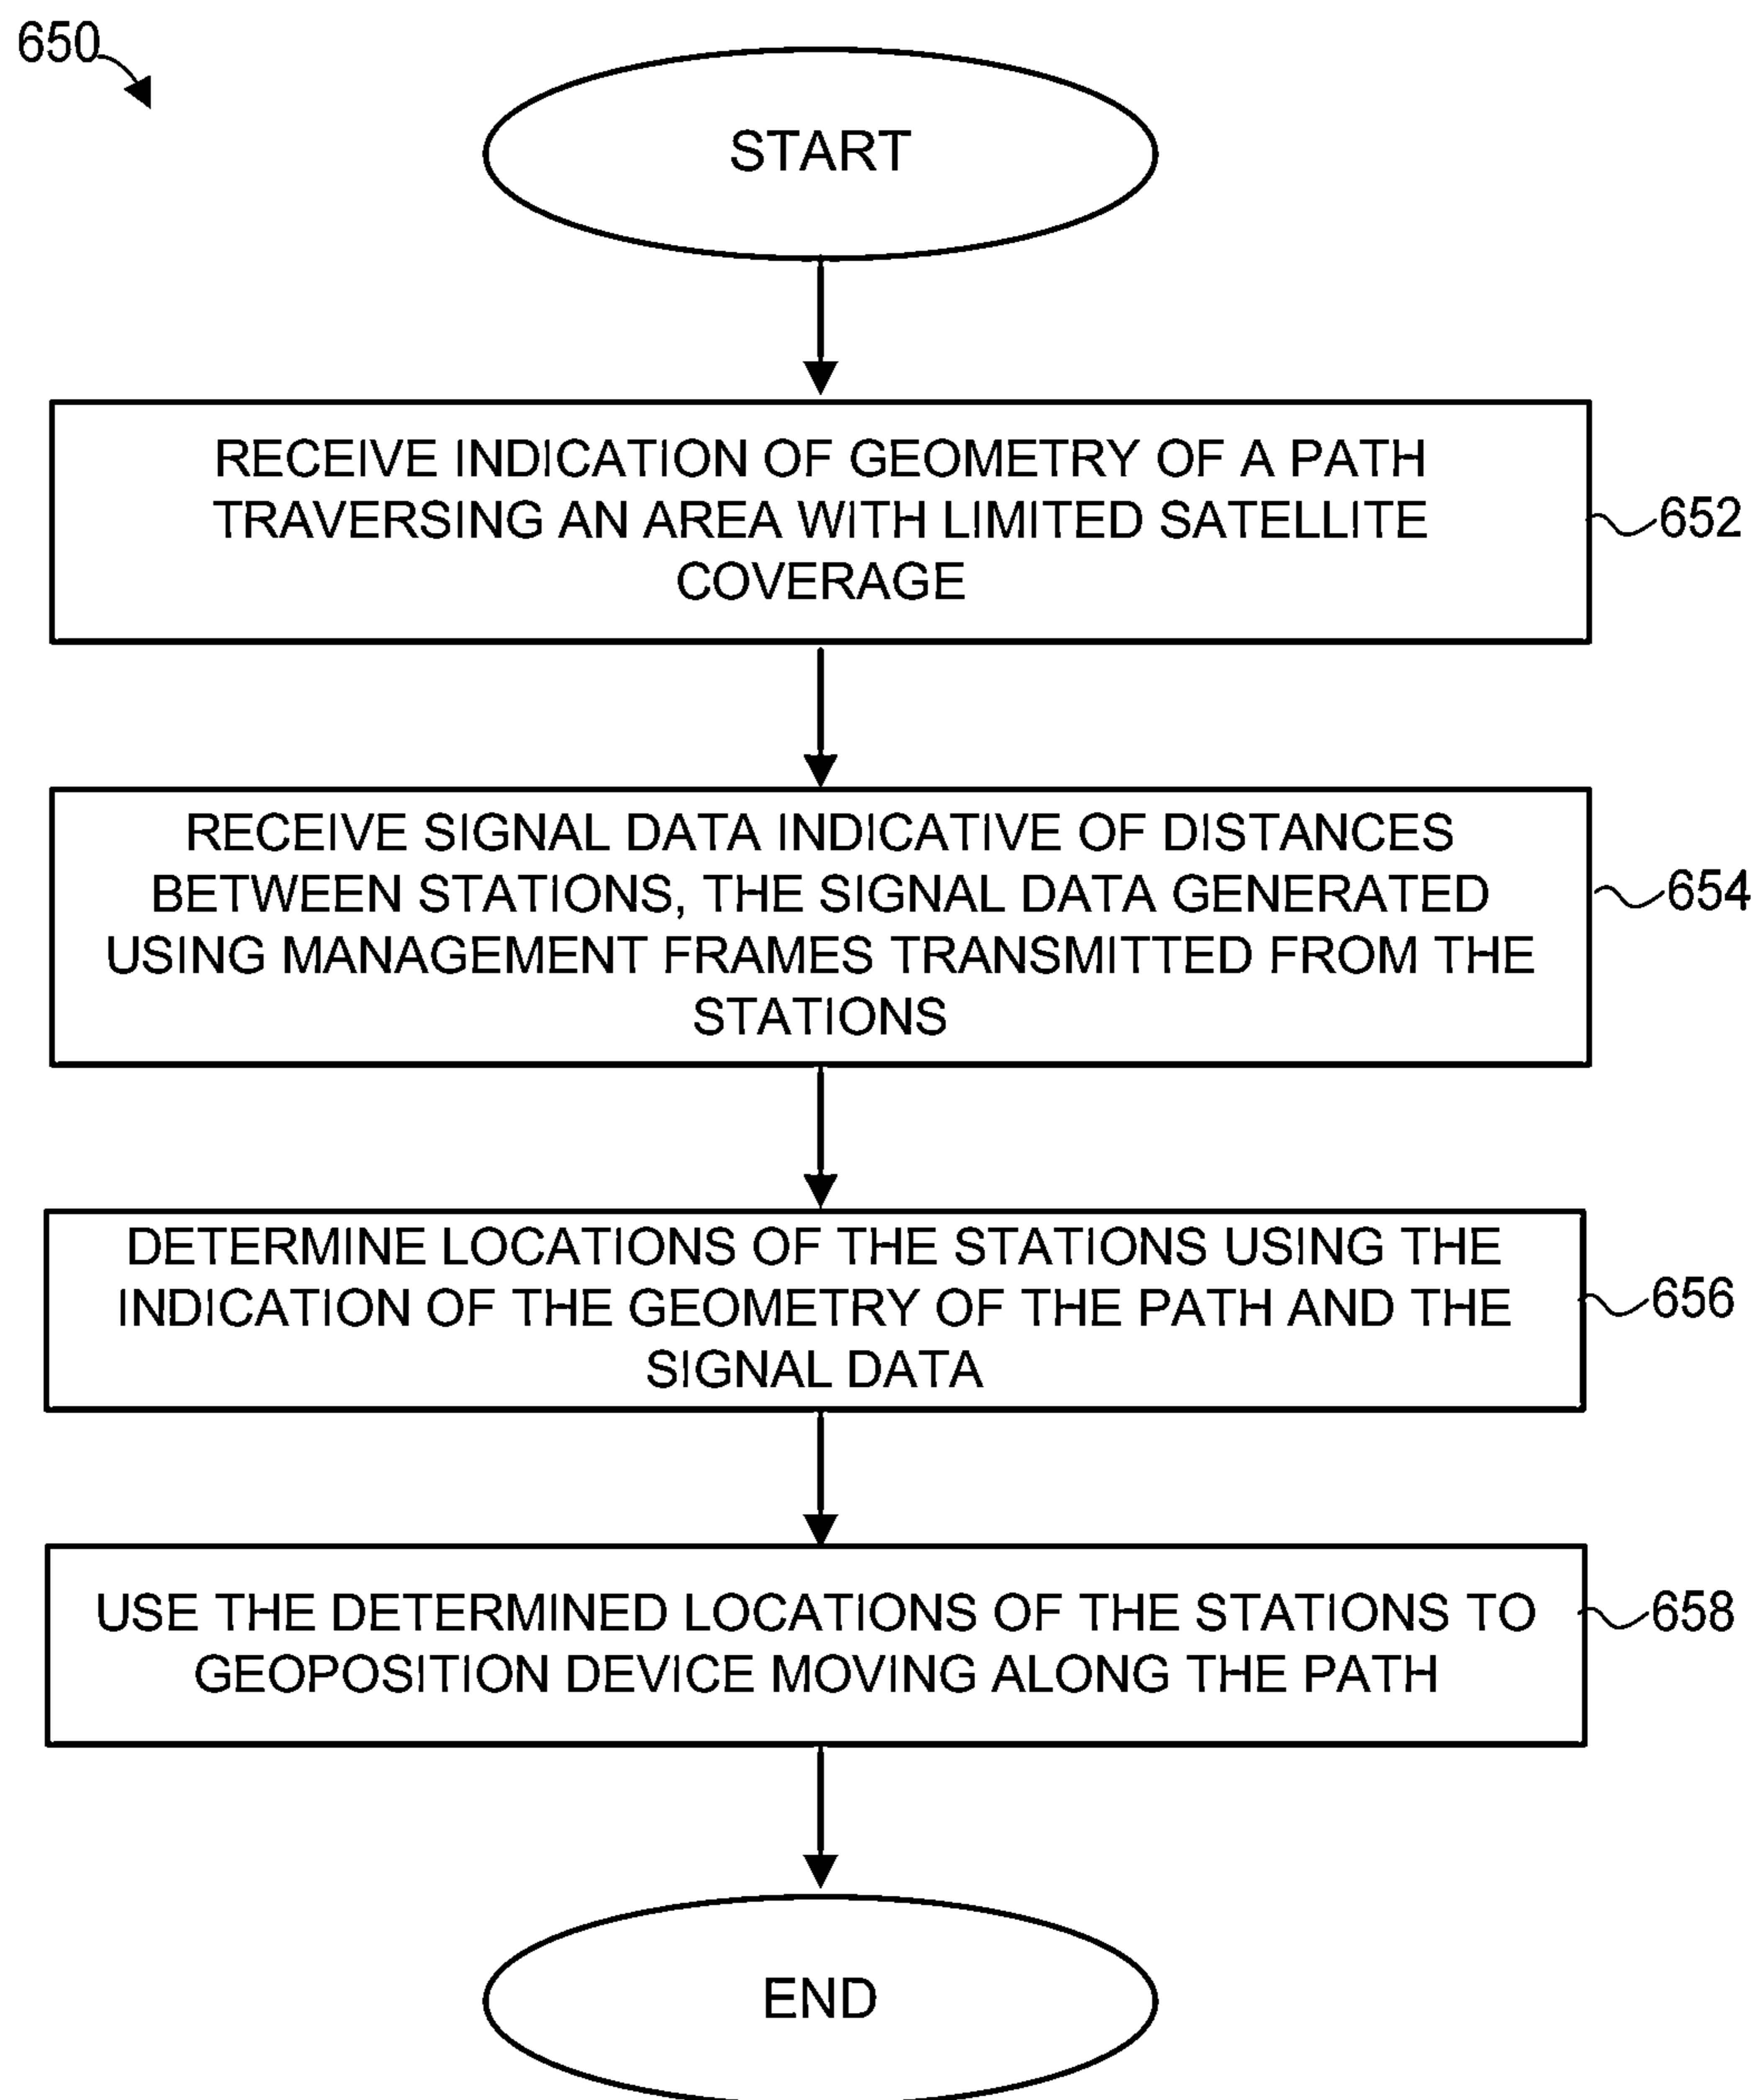 650
START
RECEIVE INDICATION OF GEOMETRY OF A PATH
TRAVERSING AN AREA WITH LIMITED SATELLITE
COVERAGE
652
RECEIVE SIGNAL DATA INDICATIVE OF DISTANCES
BETWEEN STATIONS, THE SIGNAL DATA GENERATED
USING MANAGEMENT FRAMES TRANSMITTED FROM THE
STATIONS
654
DETERMINE LOCATIONS OF THE STATIONS USING THE
INDICATION OF THE GEOMETRY OF THE PATH AND THE
SIGNAL DATA
656
USE THE DETERMINED LOCATIONS OF THE STATIONS TO
GEOPOSITION DEVICE MOVING ALONG THE PATH
658
END